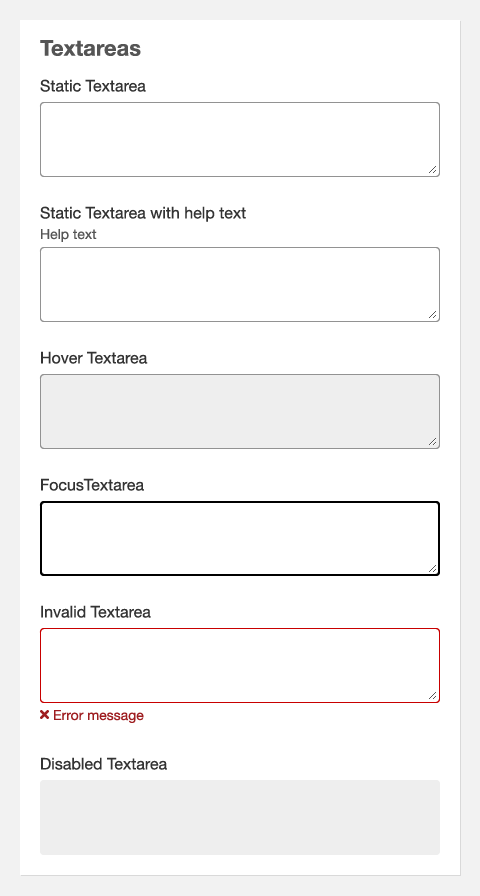 Textareas
Static Textarea
Static Textarea with help text
Help text
Hover Textarea
FocusTextarea
Invalid Textarea
Error message
Disabled Textarea